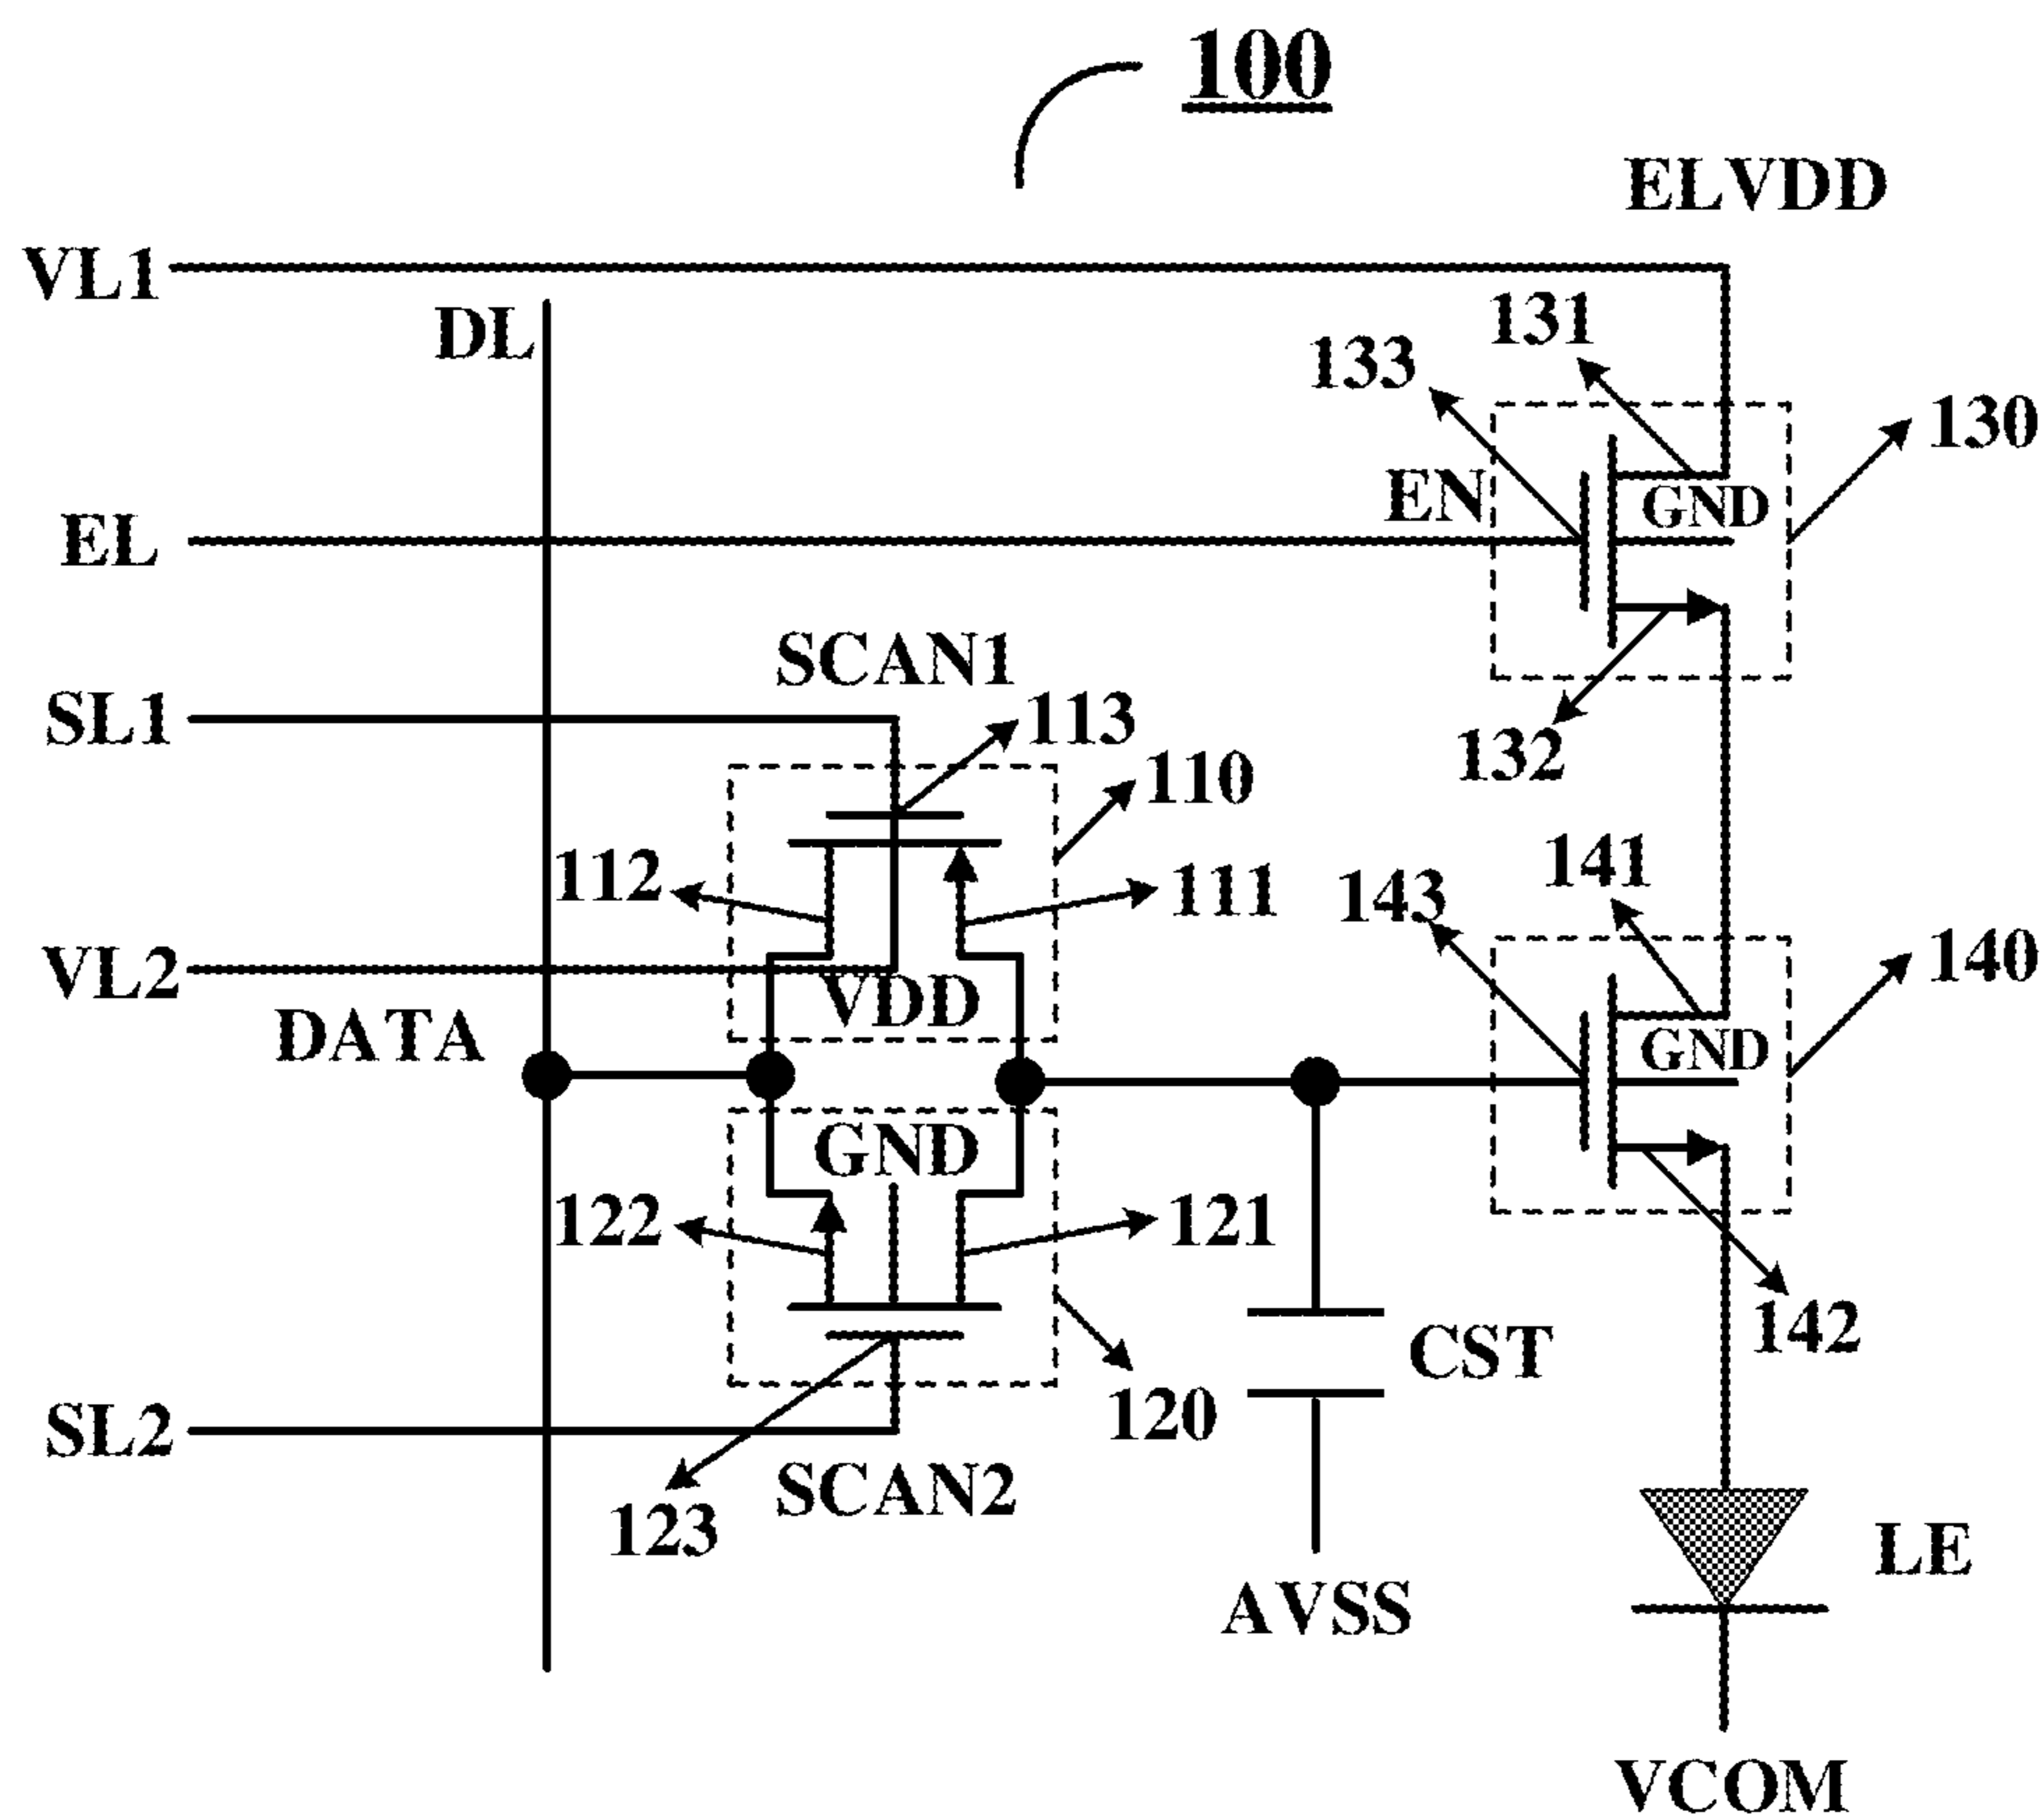 100
ELVDD
VL1
DL
131
133
130
EN
GND
EL
SCAN1
SL1
113
132
110
112
111
141
143
140
VL2
VDD
DATA
GND
GND
122
121
142
CST
120
SL2
SCAN2
123
LE
AVSS
VCOM